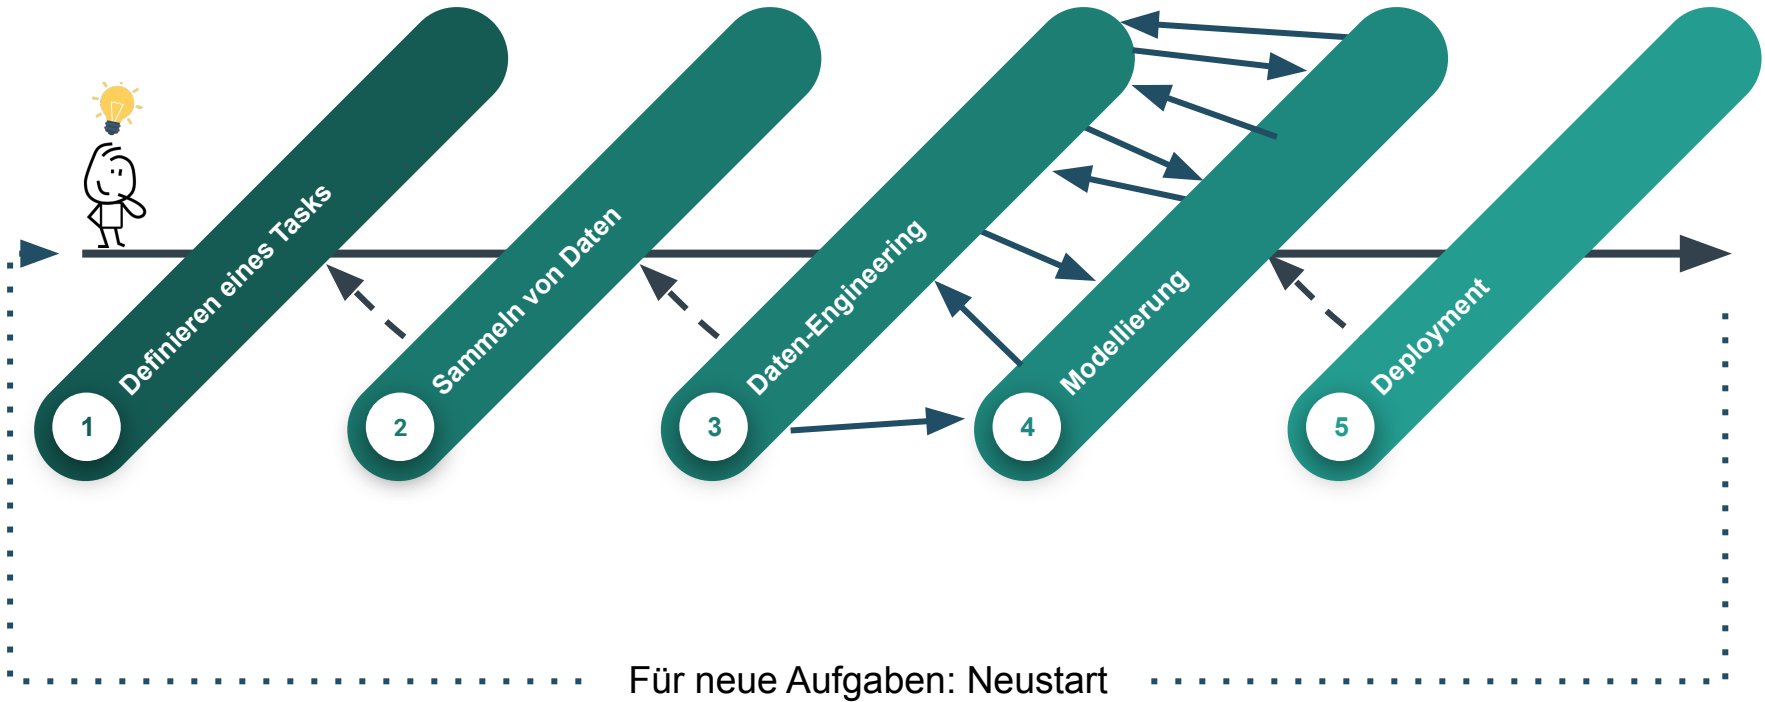 1
Definieren eines Tasks
2
Sammeln von Daten
3
Daten-Engineering
4
Modellierung
5
Deployment
Für neue Aufgaben: Neustart